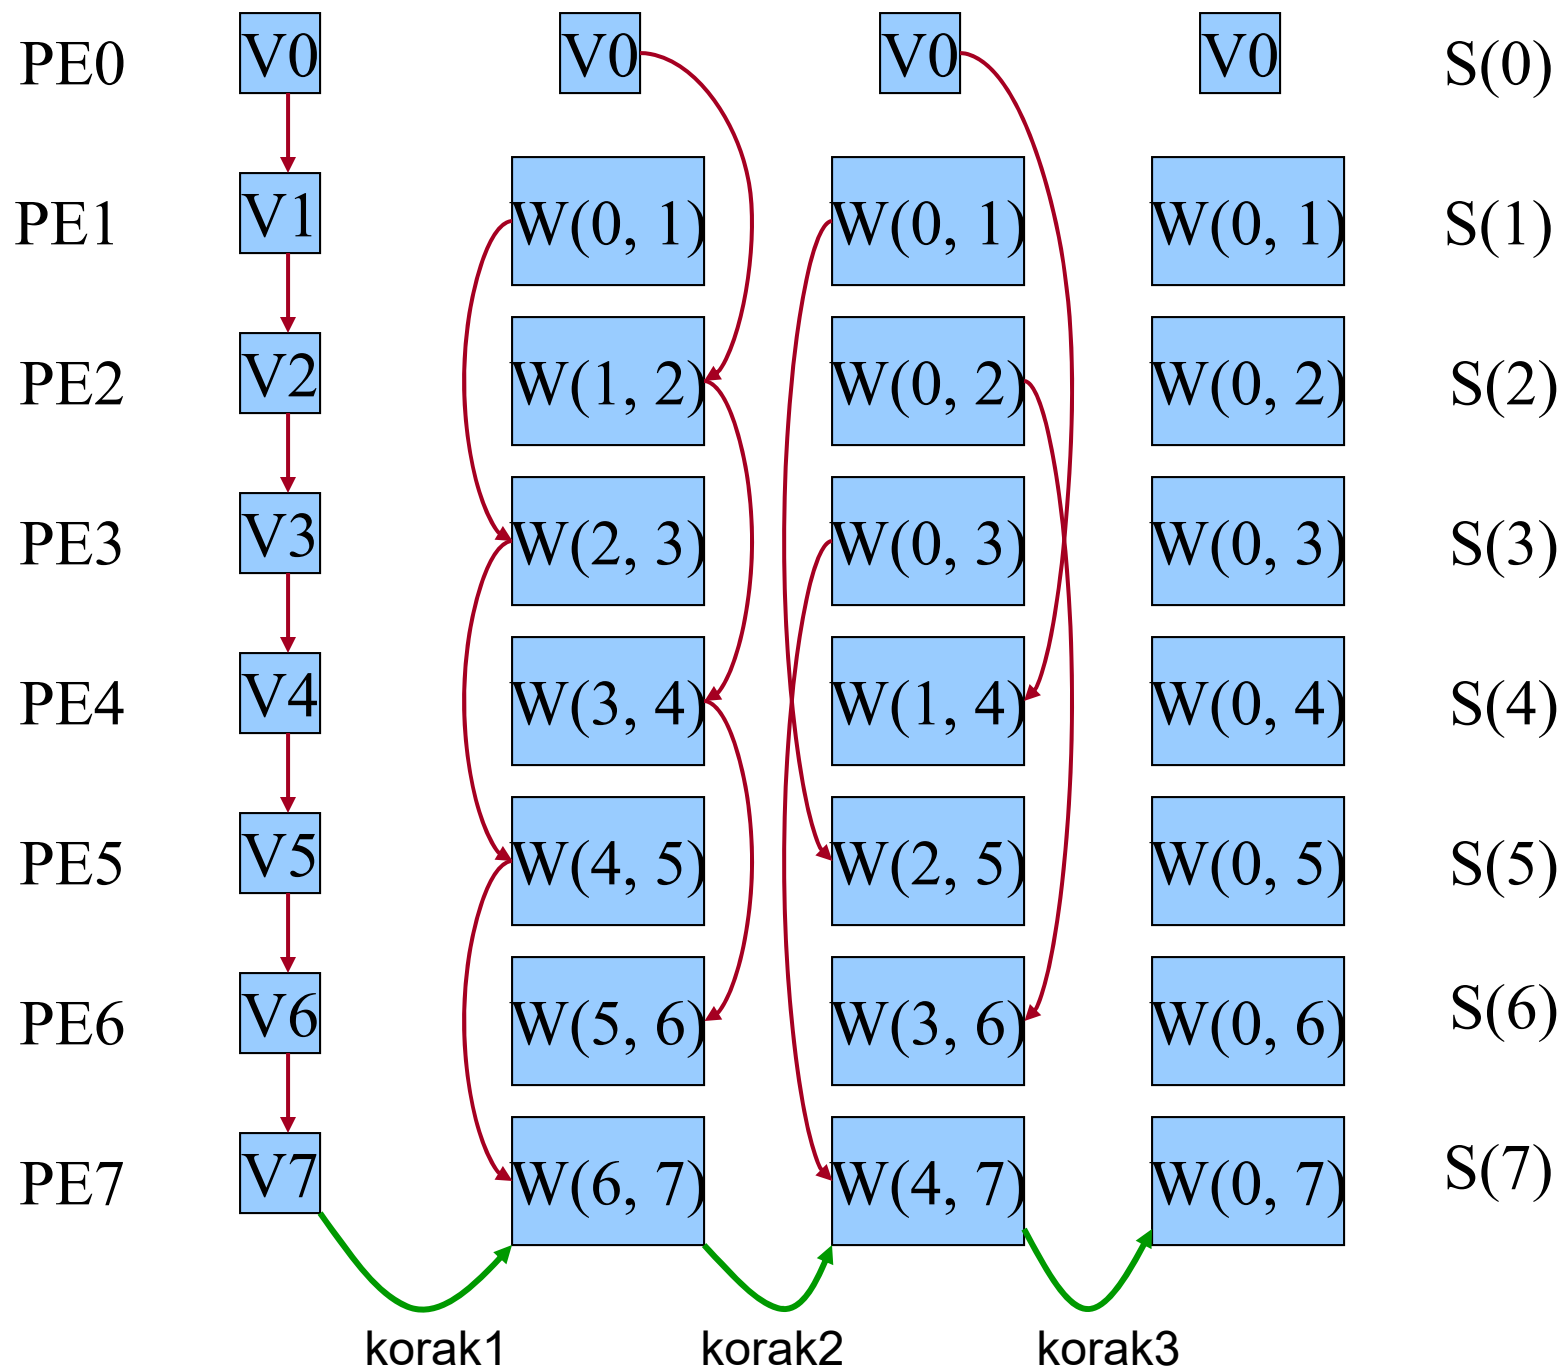 PE0 V0 V0 V0 V0 S(0)
PE1 V1 W(0, 1) W(0, 1) W(0, 1) S(1)
PE2 V2 W(1, 2) W(0, 2) W(0, 2) S(2)
PE3 V3 W(2, 3) W(0, 3) W(0, 3) S(3)
PE4 V4 W(3, 4) W(1, 4) W(0, 4) S(4)
PE5 V5 W(4, 5) W(2, 5) W(0, 5) S(5)
PE6 V6 W(5, 6) W(3, 6) W(0, 6) S(6)
PE7 V7 W(6, 7) W(4, 7) W(0, 7) S(7)
korak1 korak2 korak3